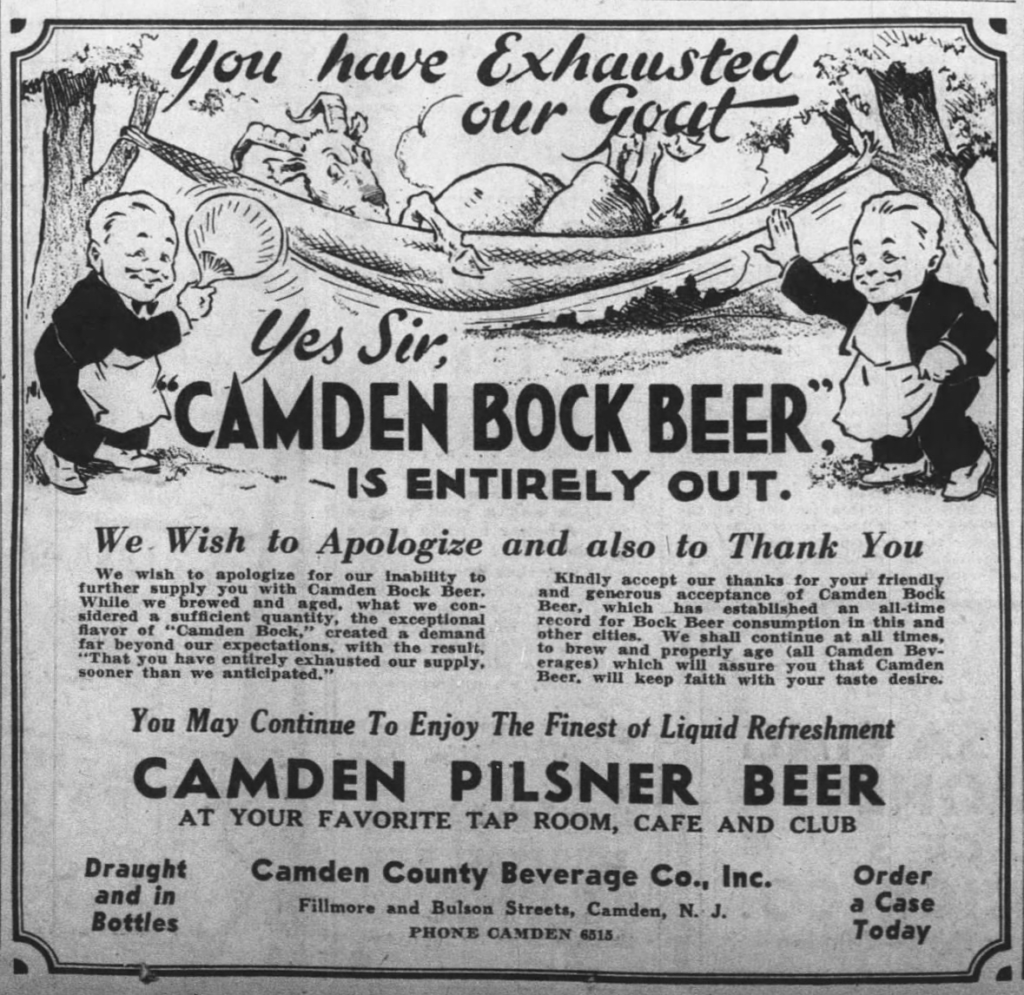 You have Exhausted
our Goat
Yes Sir,
"CAMDEN BOCK BEER,"
- IS ENTIRELY OUT.
We Wish to Apologize and also to Thank You
We wish to apologize for our inability to
further supply you with Camden Bock Beer.
While we brewed and aged, what we con-
sidered a sufficient quantity, the exceptional
flavor of "Camden Bock," created a demand
far beyond our expectations, with the result,
"That you have entirely exhausted our supply,
sooner than we anticipated."
Kindly accept our thanks for your friendly
and generous acceptance of Camden Bock
Beer, which has established an all-time
record for Bock Beer consumption in this and
other cities. We shall continue at all times,
to brew and properly age (all Camden Bev-
erages) which will assure you that Camden
Beer, will keep faith with your taste desire.
You May Continue To Enjoy The Finest of Liquid Refreshment
CAMDEN PILSNER BEER
AT YOUR FAVORITE TAP ROOM, CAFE AND CLUB
Draught
and in
Bottles
Camden County Beverage Co., Inc.
Fillmore and Bulson Streets, Camden, N. J.
PHONE CAMDEN 6515
Order
a Case
Today